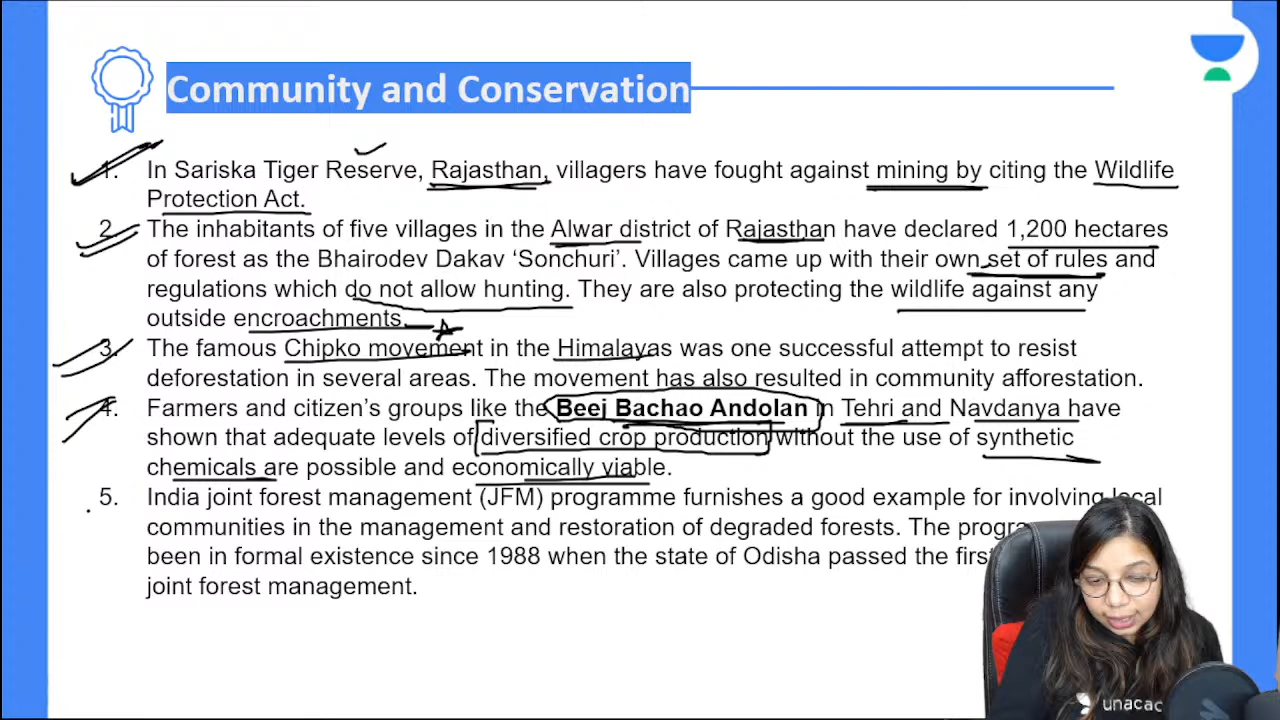 Community and Conservation
1. In Sariska Tiger Reserve, Rajasthan, villagers have fought against mining by citing the Wildlife
Protection Act.
2. The inhabitants of five villages in the Alwar district of Rajasthan have declared 1,200 hectares
of forest as the Bhairodev Dakav ‘Sonchuri’. Villages came up with their own set of rules and
regulations which do not allow hunting. They are also protecting the wildlife against any
outside encroachments.
3. The famous Chipko movement in the Himalayas was one successful attempt to resist
deforestation in several areas. The movement has also resulted in community afforestation.
4. Farmers and citizen’s groups like the Beej Bachao Andolan in Tehri and Navdanya have
shown that adequate levels of diversified crop production without the use of synthetic
chemicals are possible and economically viable.
5. India joint forest management (JFM) programme furnishes a good example for involving local
communities in the management and restoration of degraded forests. The
been in formal existence since 1988 when the state of Odisha passed the first
joint forest management.